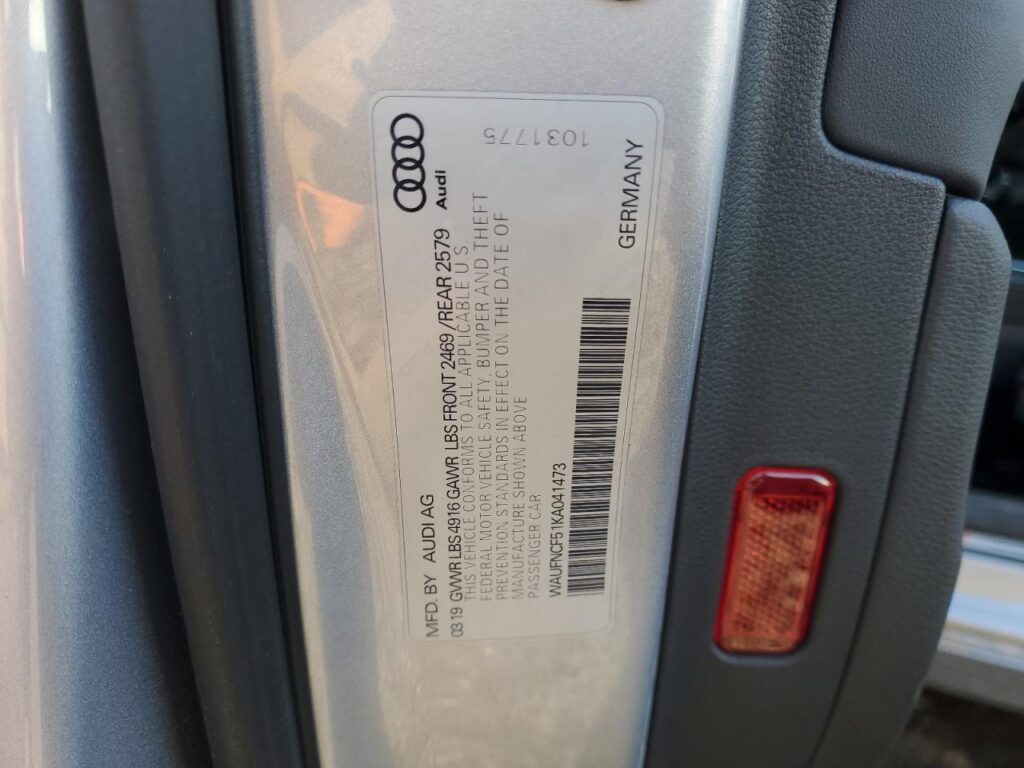 Audi
1031775
MFD. BY AUDI AG
0319 GVWR LBS 4916 GAWR LBS FRONT 2469 / REAR 2579
THIS VEHICLE CONFORMS TO ALL APPLICABLE U S
FEDERAL MOTOR VEHICLE SAFETY, BUMPER AND THEFT
PREVENTION STANDARDS IN EFFECT ON THE DATE OF
MANUFACTURE SHOWN ABOVE
PASSENGER CAR
WAUFNCF51KA041473
GERMANY